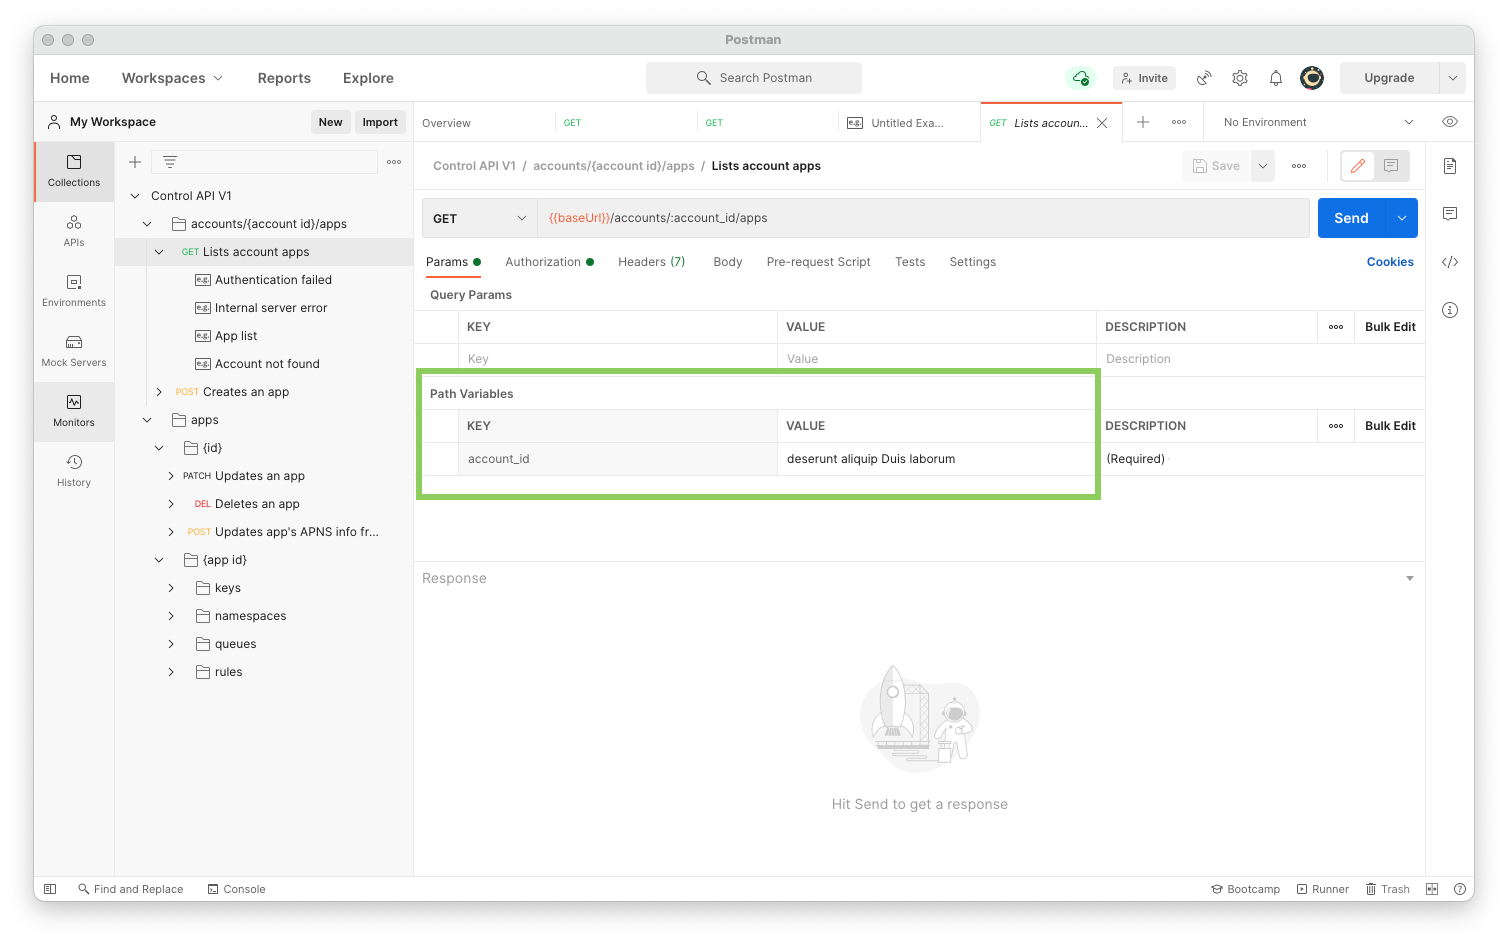 Postman
Home Workspaces Reports Explore Search Postman Invite Upgrade
My Workspace New Import
Overview GET GET e.g. Untitled Exa... GET Lists accoun... No Environment
Collections
APIs
Environments
Mock Servers
Monitors
History
Control API V1
accounts/{account id}/apps
GET Lists account apps
e.g. Authentication failed
e.g. Internal server error
e.g. App list
e.g. Account not found
POST Creates an app
apps
{id}
PATCH Updates an app
DEL Deletes an app
POST Updates app's APNS info fr...
{app id}
keys
namespaces
queues
rules
Control API V1 / accounts/{account id}/apps / Lists account apps Save
GET {{baseUrl}}/accounts/:account_id/apps Send
Params Authorization Headers (7) Body Pre-request Script Tests Settings Cookies
Query Params
KEY VALUE DESCRIPTION Bulk Edit
Key Value Description
Path Variables
KEY VALUE DESCRIPTION Bulk Edit
account_id deserunt aliquip Duis laborum (Required)
Response
Hit Send to get a response
Find and Replace Console Bootcamp Runner Trash